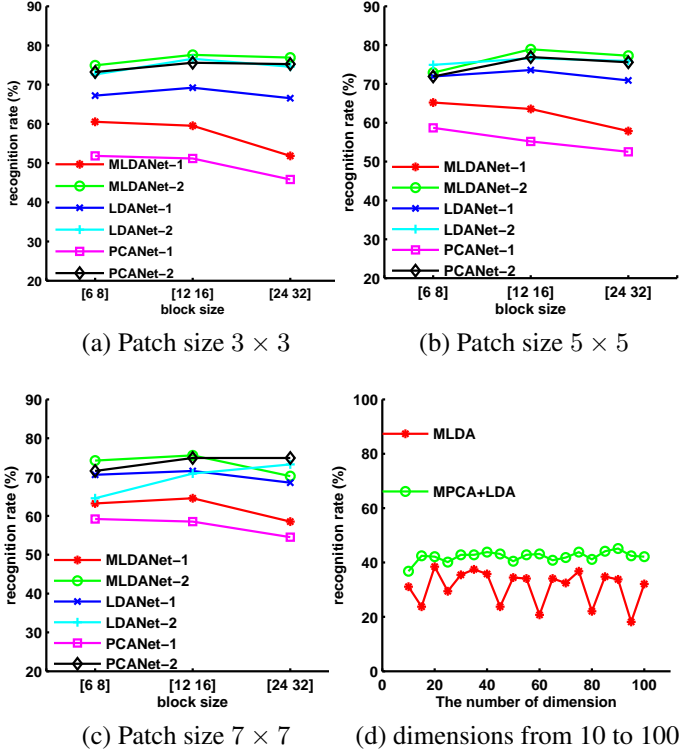 90
80
70
60
50
40
30
20
recognition rate (%)
MLDANet−1
MLDANet−2
LDANet−1
LDANet−2
PCANet−1
PCANet−2
[6 8] [12 16] [24 32]
block size
(a) Patch size 3 × 3
90
80
70
60
50
40
30
20
recognition rate (%)
MLDANet−1
MLDANet−2
LDANet−1
LDANet−2
PCANet−1
PCANet−2
[6 8] [12 16] [24 32]
block size
(b) Patch size 5 × 5
90
80
70
60
50
40
30
20
recognition rate (%)
MLDANet−1
MLDANet−2
LDANet−1
LDANet−2
PCANet−1
PCANet−2
[6 8] [12 16] [24 32]
block size
(c) Patch size 7 × 7
100
80
60
40
20
0
recognition rate (%)
MLDA
MPCA+LDA
0 20 40 60 80 100
The number of dimension
(d) dimensions from 10 to 100